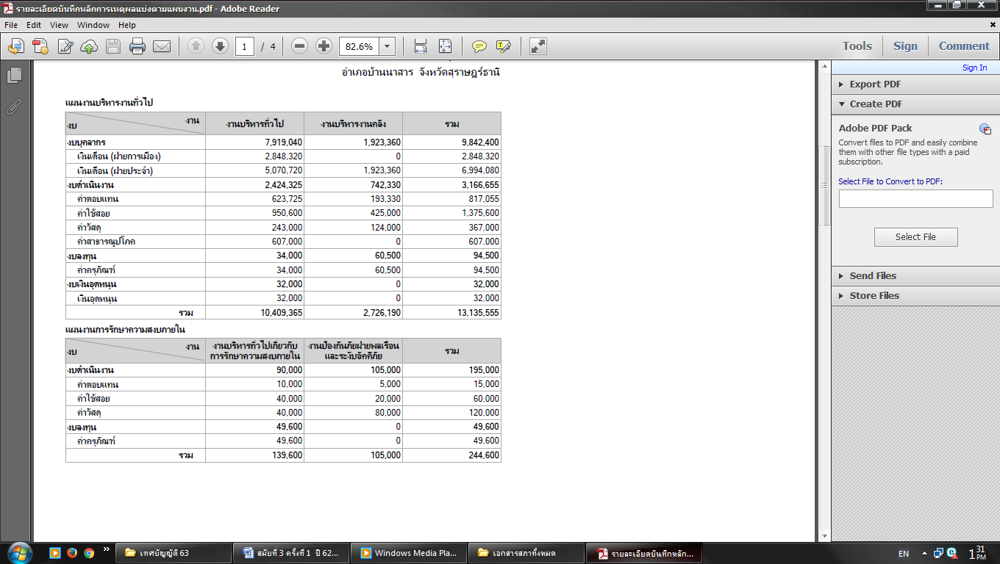 รายละเอียดบันทึกหลักการเหตุผลแบ่งตามแผนงาน.pdf - Adobe Reader
File Edit View Window Help
1 / 4 82.6% Tools Sign Comment
Sign In
อำเภอบ้านนาสาร จังหวัดสุราษฎร์ธานี
แผนงานบริหารงานทั่วไป
งาน
งบ งานบริหารทั่วไป งานบริหารงานคลัง รวม
งบบุคลากร 7,919,040 1,923,360 9,842,400
เงินเดือน (ฝ่ายการเมือง) 2,848,320 0 2,848,320
เงินเดือน (ฝ่ายประจำ) 5,070,720 1,923,360 6,994,080
งบดำเนินงาน 2,424,325 742,330 3,166,655
ค่าตอบแทน 623,725 193,330 817,055
ค่าใช้สอย 950,600 425,000 1,375,600
ค่าวัสดุ 243,000 124,000 367,000
ค่าสาธารณูปโภค 607,000 0 607,000
งบลงทุน 34,000 60,500 94,500
ค่าครุภัณฑ์ 34,000 60,500 94,500
งบเงินอุดหนุน 32,000 0 32,000
เงินอุดหนุน 32,000 0 32,000
รวม 10,409,365 2,726,190 13,135,555
แผนงานการรักษาความสงบภายใน
งาน งานบริหารทั่วไปเกี่ยวกับ งานป้องกันภัยฝ่ายพลเรือน
งบ การรักษาความสงบภายใน และระงับอัคคีภัย รวม
งบดำเนินงาน 90,000 105,000 195,000
ค่าตอบแทน 10,000 5,000 15,000
ค่าใช้สอย 40,000 20,000 60,000
ค่าวัสดุ 40,000 80,000 120,000
งบลงทุน 49,600 0 49,600
ค่าครุภัณฑ์ 49,600 0 49,600
รวม 139,600 105,000 244,600
Export PDF
Create PDF
Adobe PDF Pack
Convert files to PDF and easily combine
them with other file types with a paid
subscription.
Select File to Convert to PDF:
Select File
Send Files
Store Files
เทศบัญญัติ 63 สมัยที่ 3 ครั้งที่ 1 ปี 62... Windows Media Pla... เอกสารสภาทั้งหมด รายละเอียดบันทึกหลัก... EN 1 31 PM